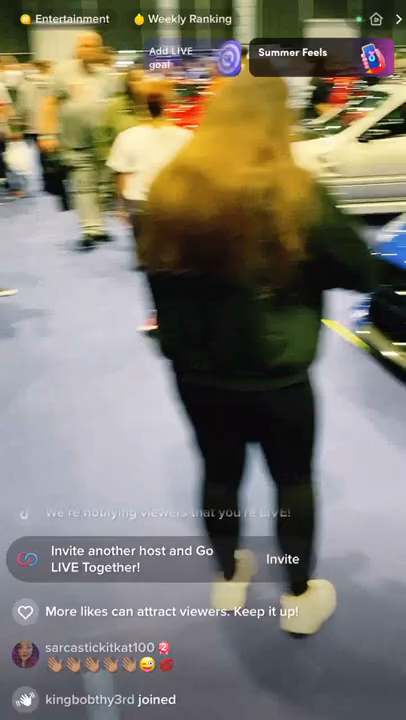 Entertainment
Weekly Ranking
Add LIVE
goal
Summer Feels
We're notifying viewers that you're LIVE!
Invite another host and Go
LIVE Together!
Invite
More likes can attract viewers. Keep it up!
sarcastickitkat100 2
👋🏽👋🏽👋🏽👋🏽👋🏽😜💋
kingbobthy3rd joined